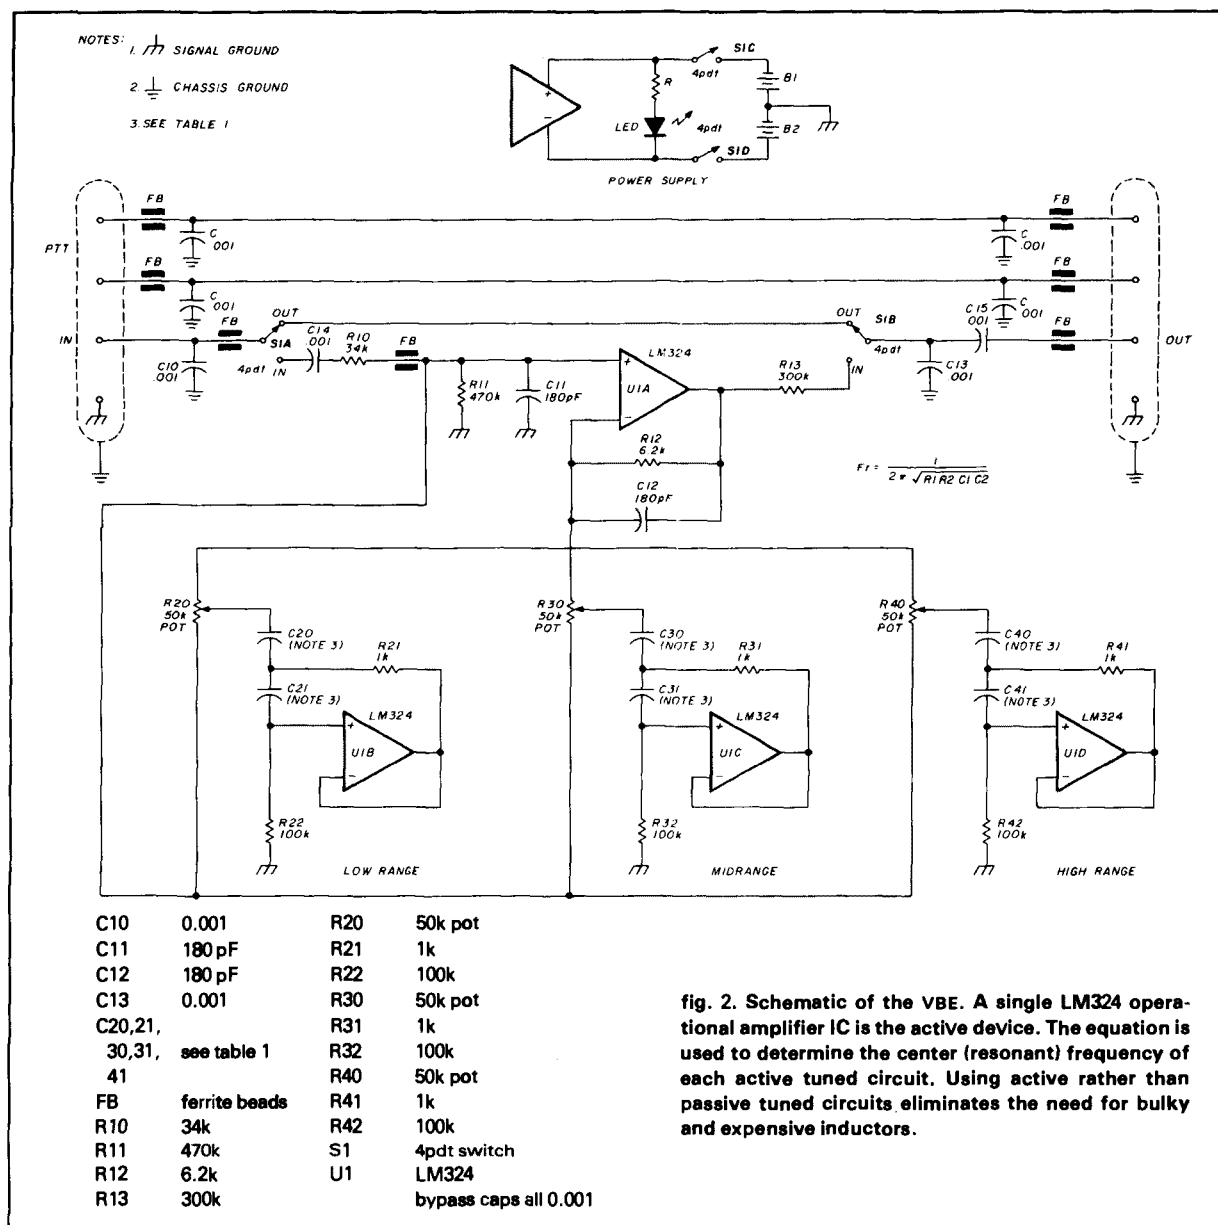 NOTES:
1. SIGNAL GROUND
2. CHASSIS GROUND
3. SEE TABLE 1
+
-
R
LED
4pdt
S1C
4pdt
S1D
B1
B2
POWER SUPPLY
FB
C
.001
C
.001
FB
PTT
FB
C
.001
C
.001
FB
IN
C10
.001
FB
S1A
4pdt
OUT
IN
C14
.001
R10
34k
FB
R11
470k
C11
180pF
LM324
U1A
+
-
R12
6.2k
C12
180pF
R13
300k
OUT
IN
S1B
4pdt
C13
.001
C15
.001
FB
OUT
Fr = 1
2π √R1 R2 C1 C2
R20
50k
POT
C20
(NOTE 3)
R21
1k
C21
(NOTE 3)
LM324
U1B
+
-
R22
100k
LOW RANGE
R30
50k
POT
C30
(NOTE 3)
R31
1k
C31
(NOTE 3)
LM324
U1C
+
-
R32
100k
MIDRANGE
R40
50k
POT
C40
(NOTE 3)
R41
1k
C41
(NOTE 3)
LM324
U1D
+
-
R42
100k
HIGH RANGE
C10 0.001 R20 50k pot
C11 180 pF R21 1k
C12 180 pF R22 100k
C13 0.001 R30 50k pot
C20,21, R31 1k
30,31, see table 1 R32 100k
41 R40 50k pot
FB ferrite beads R41 1k
R10 34k R42 100k
R11 470k S1 4pdt switch
R12 6.2k U1 LM324
R13 300k bypass caps all 0.001
fig. 2. Schematic of the VBE. A single LM324 opera-
tional amplifier IC is the active device. The equation is
used to determine the center (resonant) frequency of
each active tuned circuit. Using active rather than
passive tuned circuits eliminates the need for bulky
and expensive inductors.